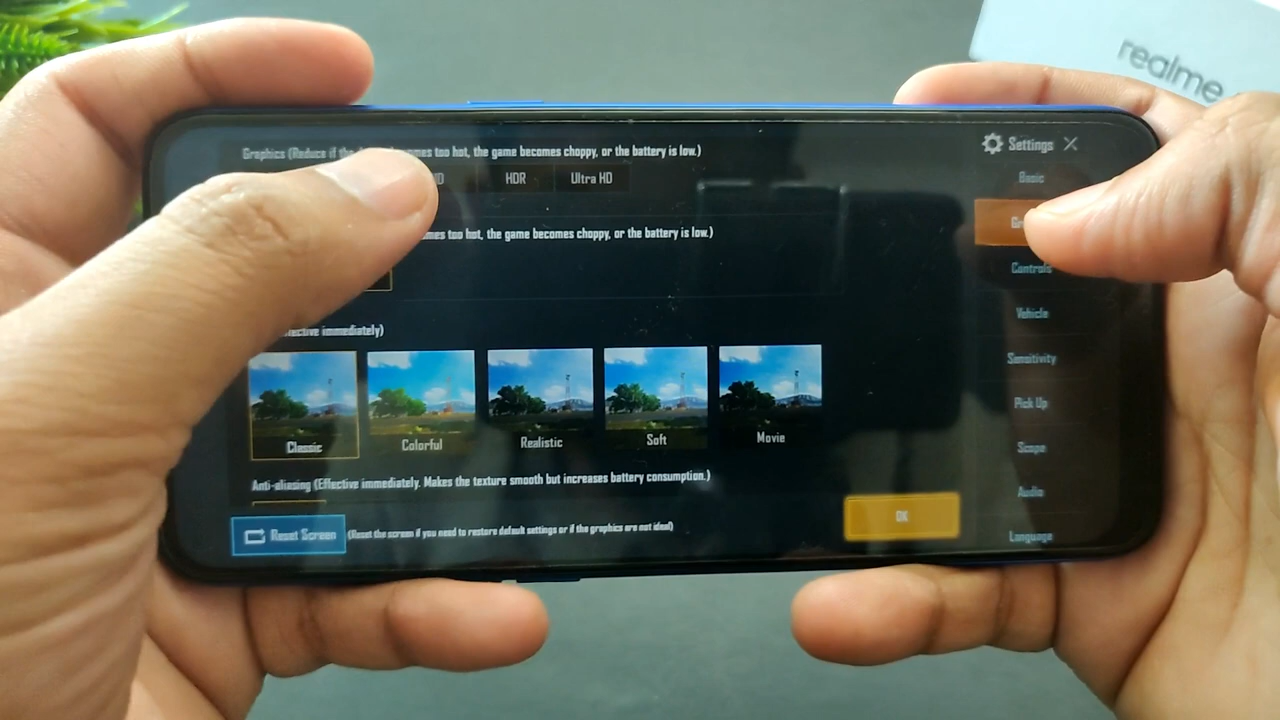 realme
Settings
Graphics (Reduce if the too hot, the game becomes choppy, or the battery is low.)
HDR Ultra HD
too hot, the game becomes choppy, or the battery is low.)
immediately)
Classic Colorful Realistic Soft Movie
Anti-aliasing (Effective immediately. Makes the texture smooth but increases battery consumption.)
Reset Screen (Reset the screen if you need to restore default settings or if the graphics are not ideal)
OK
Basic
Controls
Vehicle
Sensitivity
Pick Up
Scope
Audio
Language